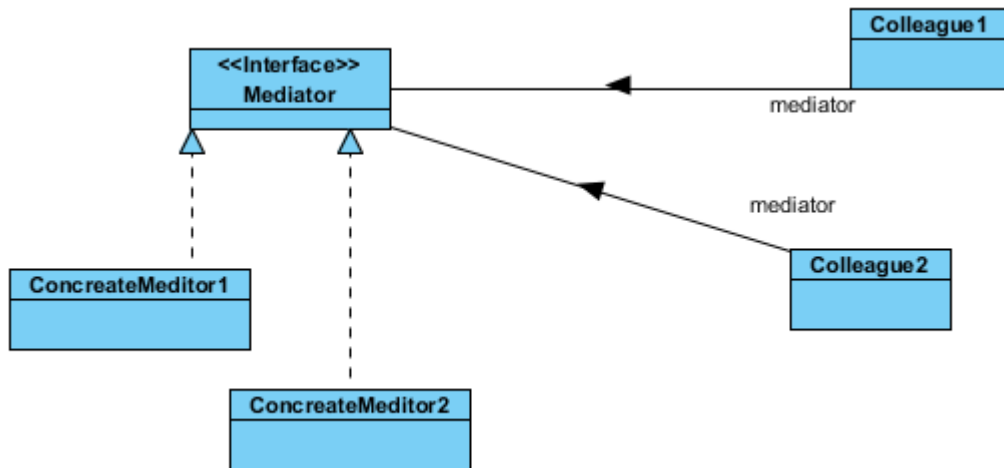 Colleague1
<<Interface>>
Mediator
mediator
mediator
Colleague2
ConcreateMeditor1
ConcreateMeditor2